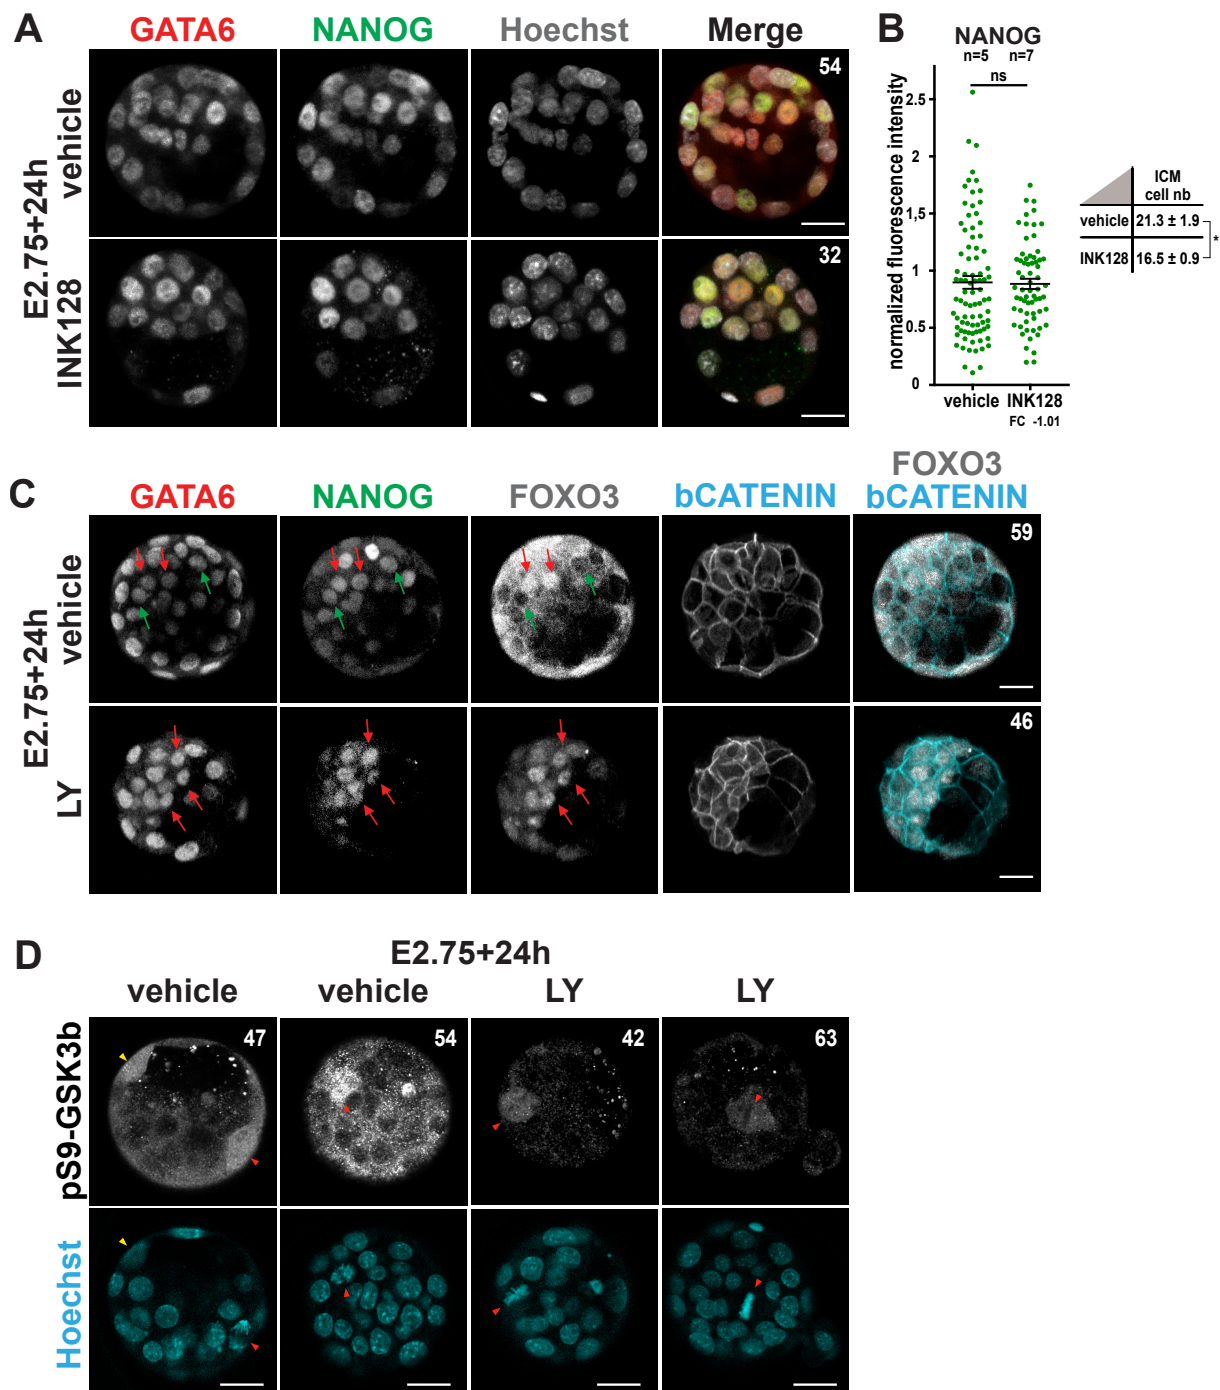 A
GATA6 NANOG Hoechst Merge
E2.75+24h
vehicle
54
INK128
32
B
NANOG
n=5 n=7
ns
normalized fluorescence intensity
2.5
2
1.5
1
0.5
0
vehicle INK128
FC -1.01
ICM
cell nb
vehicle 21.3 ± 1.9
*
INK128 16.5 ± 0.9
C
GATA6 NANOG FOXO3 bCATENIN FOXO3
bCATENIN
E2.75+24h
vehicle
59
LY
46
D
E2.75+24h
vehicle vehicle LY LY
pS9-GSK3b
47 54 42 63
Hoechst